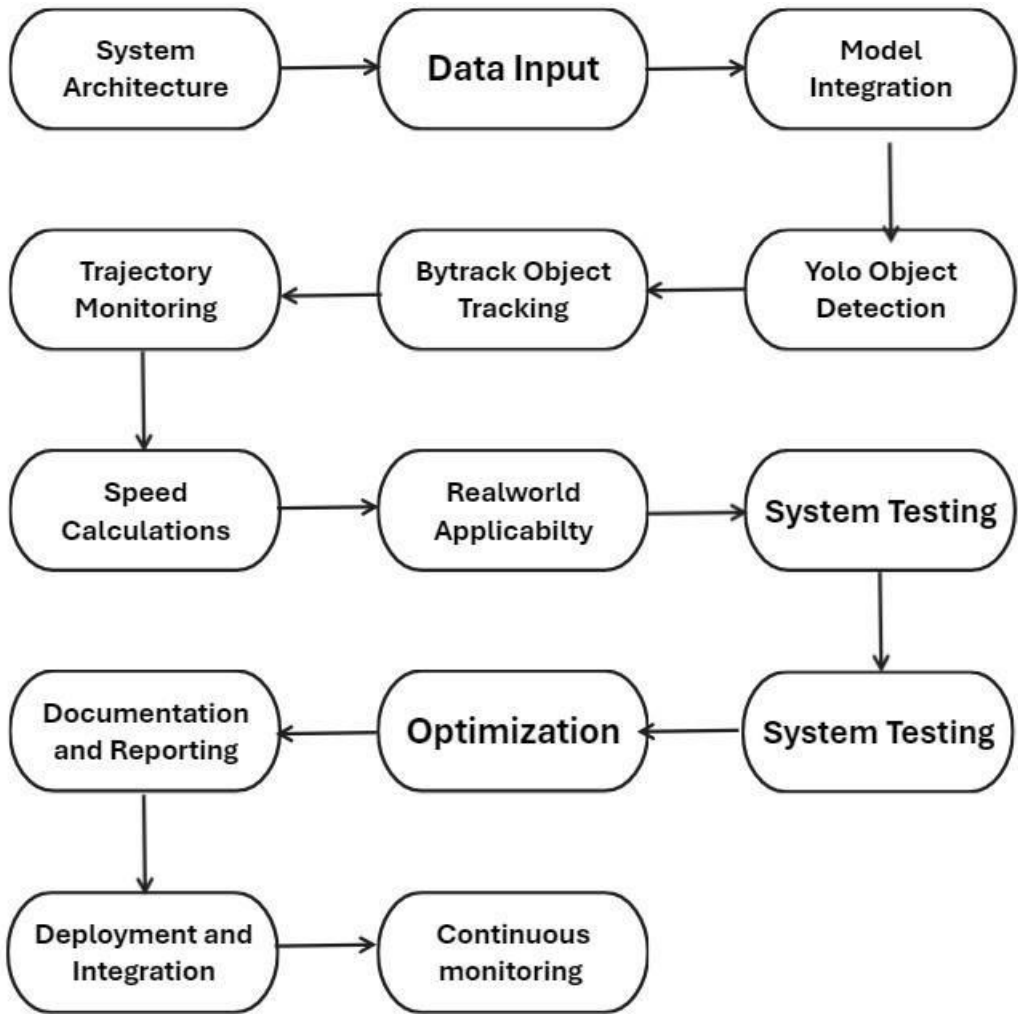 System
Architecture
Data Input
Model
Integration
Yolo Object
Detection
Bytrack Object
Tracking
Trajectory
Monitoring
Speed
Calculations
Realworld
Applicabilty
System Testing
System Testing
Optimization
Documentation
and Reporting
Deployment and
Integration
Continuous
monitoring